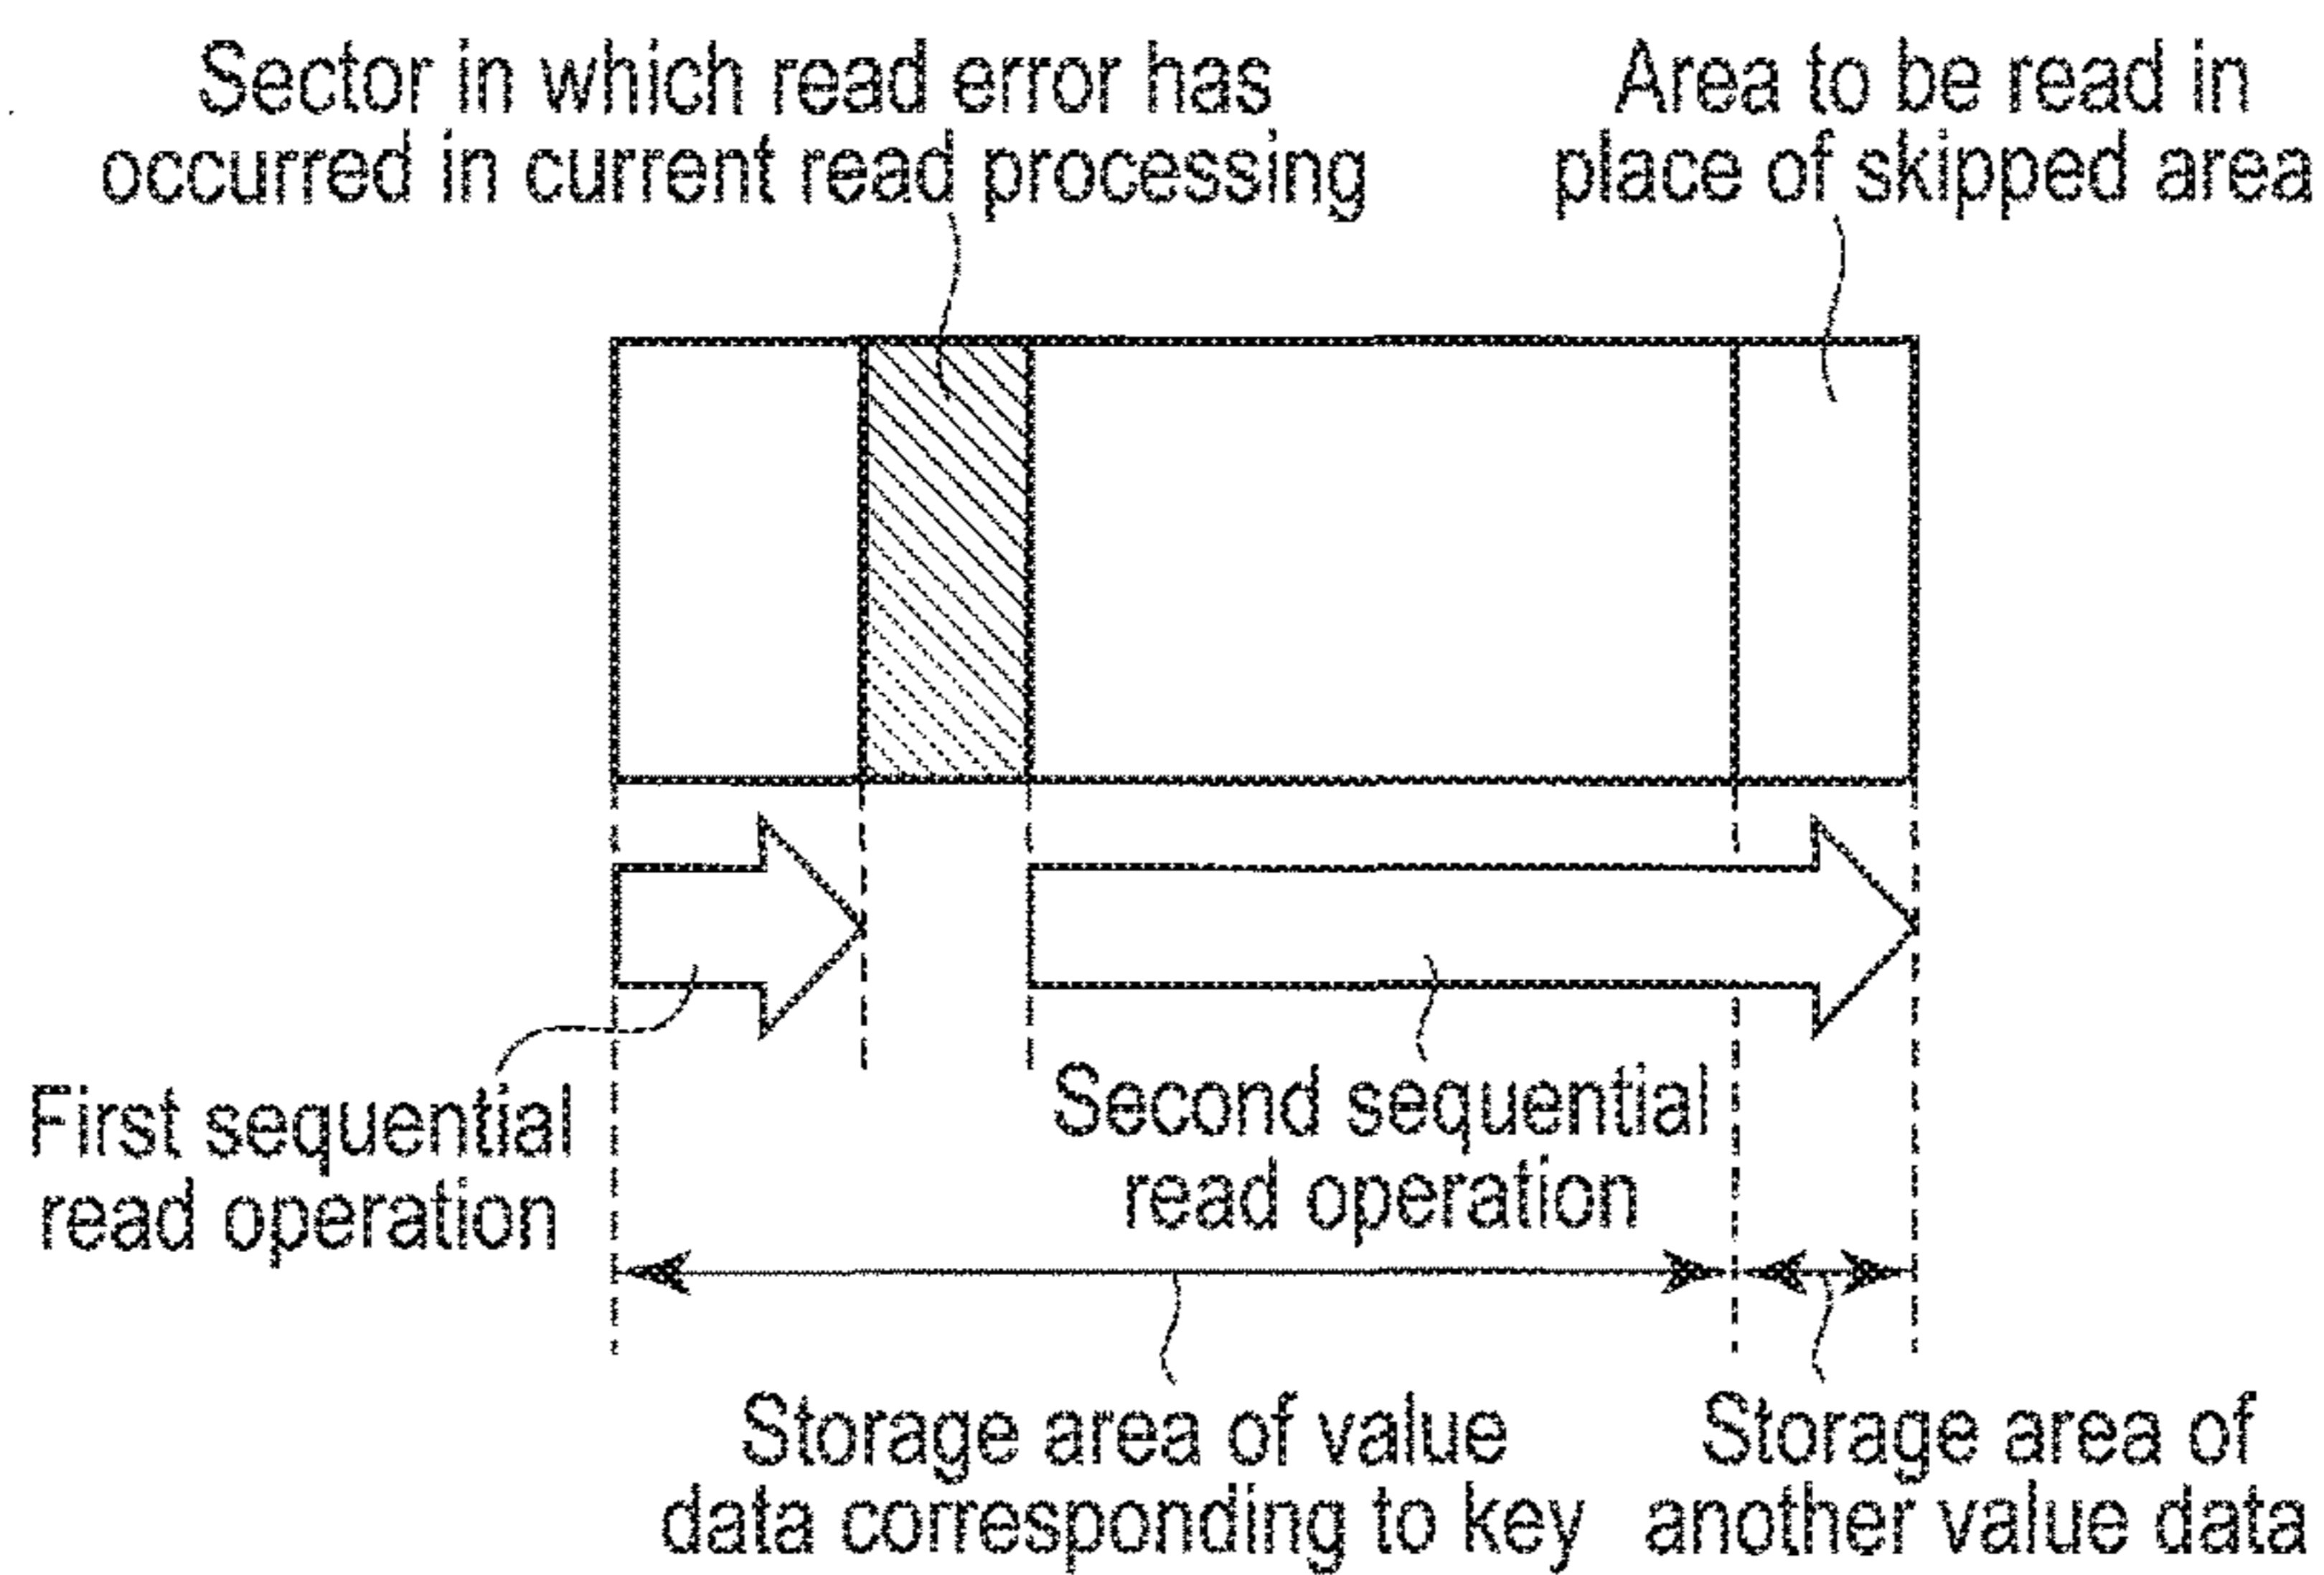 Sector in which read error has
occurred in current read processing
Area to be read in
place of skipped area
First sequential
read operation
Second sequential
read operation
Storage area of value
data corresponding to key
Storage area of
another value data